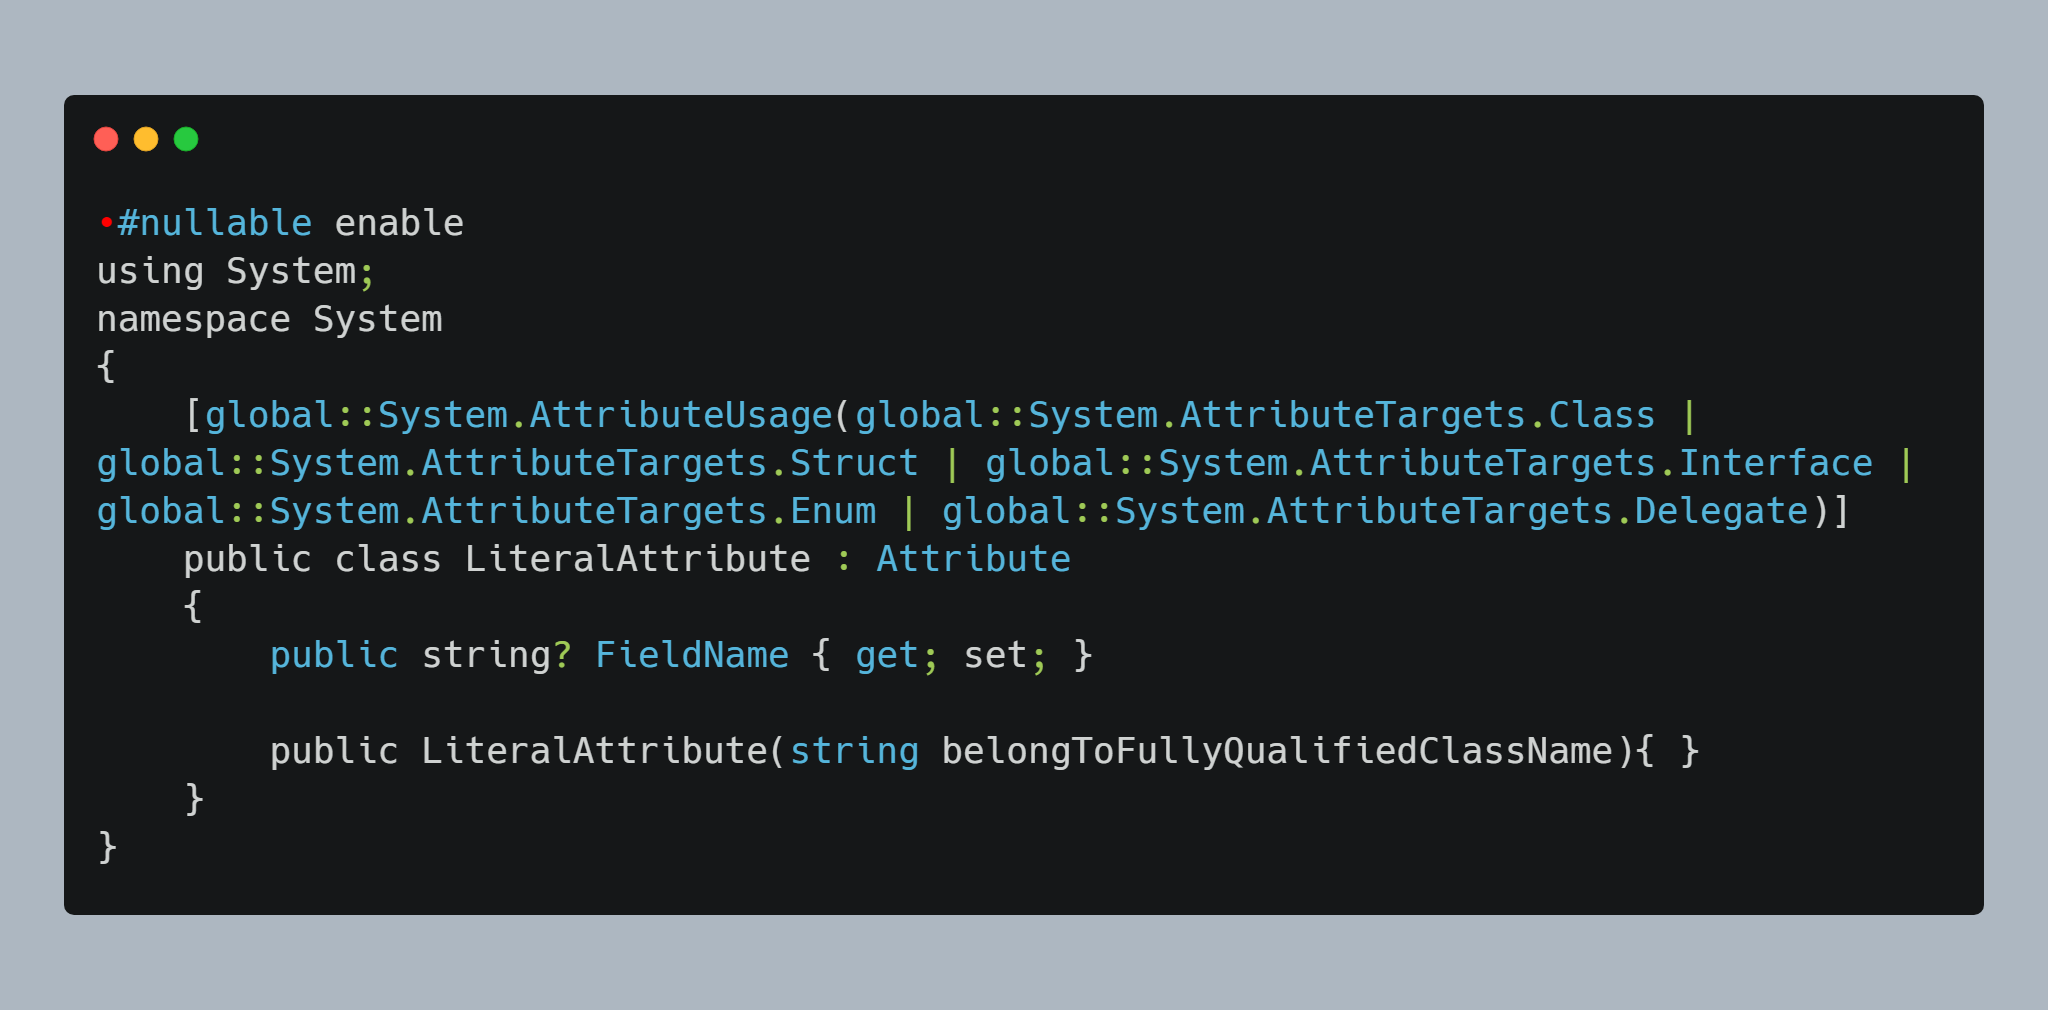 •#nullable enable
using System;
namespace System
{
    [global::System.AttributeUsage(global::System.AttributeTargets.Class |
global::System.AttributeTargets.Struct | global::System.AttributeTargets.Interface |
global::System.AttributeTargets.Enum | global::System.AttributeTargets.Delegate)]
    public class LiteralAttribute : Attribute
    {
        public string? FieldName { get; set; }

        public LiteralAttribute(string belongToFullyQualifiedClassName){ }
    }
}